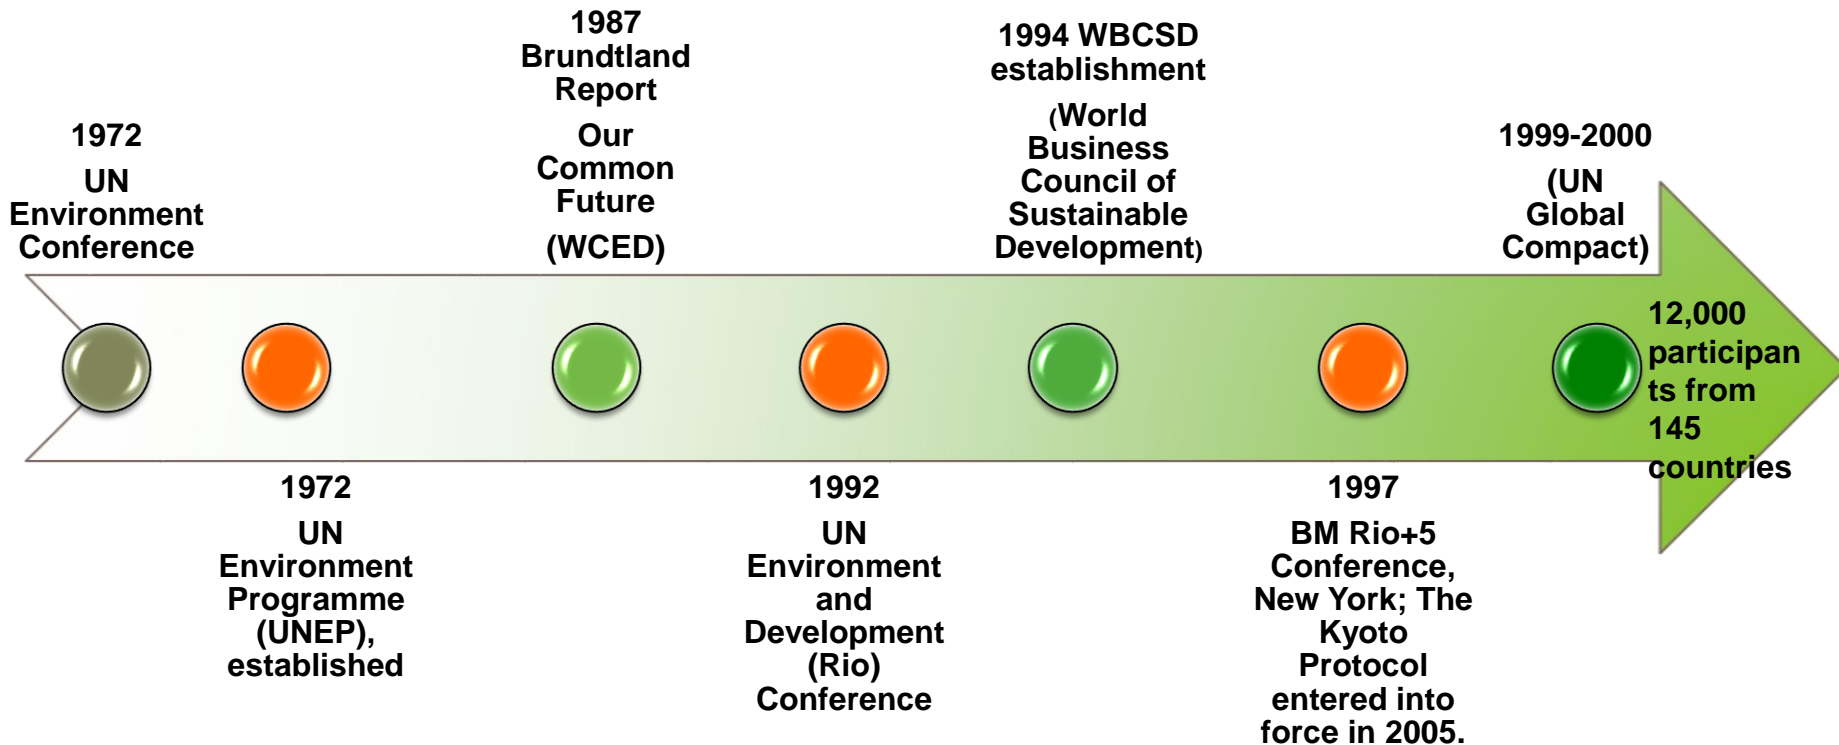 1972
UN
Environment
Conference
1972
UN
Environment
Programme
(UNEP),
established
1987
Brundtland
Report
Our
Common
Future
(WCED)
1992
UN
Environment
and
Development
(Rio)
Conference
1994 WBCSD
establishment
(World
Business
Council of
Sustainable
Development)
1997
BM Rio+5
Conference,
New York; The
Kyoto
Protocol
entered into
force in 2005.
1999-2000
(UN
Global
Compact)
12,000
participan
ts from
145
countries